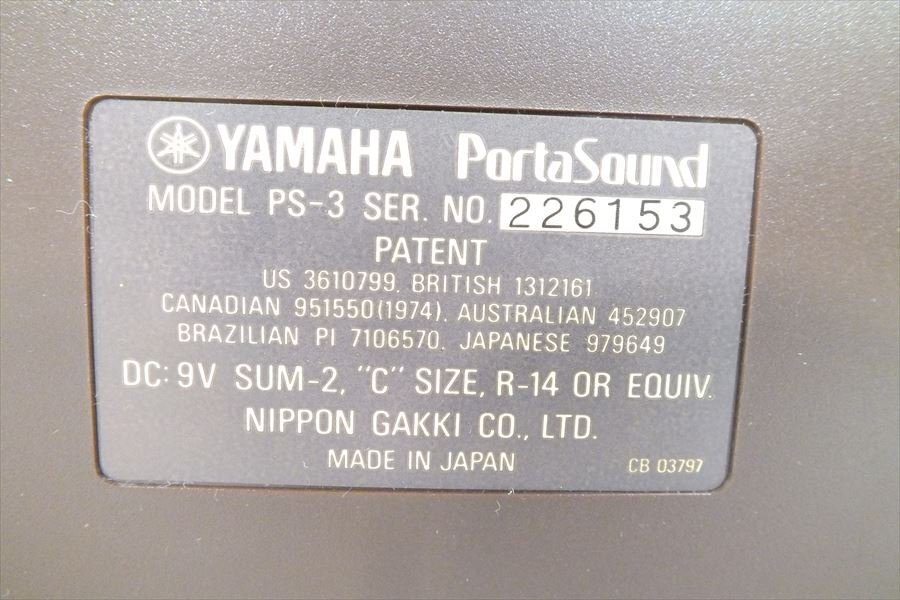 YAMAHA PortaSound
MODEL PS-3 SER. NO. 226153
PATENT
US 3610799. BRITISH 1312161
CANADIAN 951550(1974). AUSTRALIAN 452907
BRAZILIAN PI 7106570. JAPANESE 979649
DC: 9V SUM-2, "C" SIZE, R-14 OR EQUIV.
NIPPON GAKKI CO., LTD.
MADE IN JAPAN CB 03797